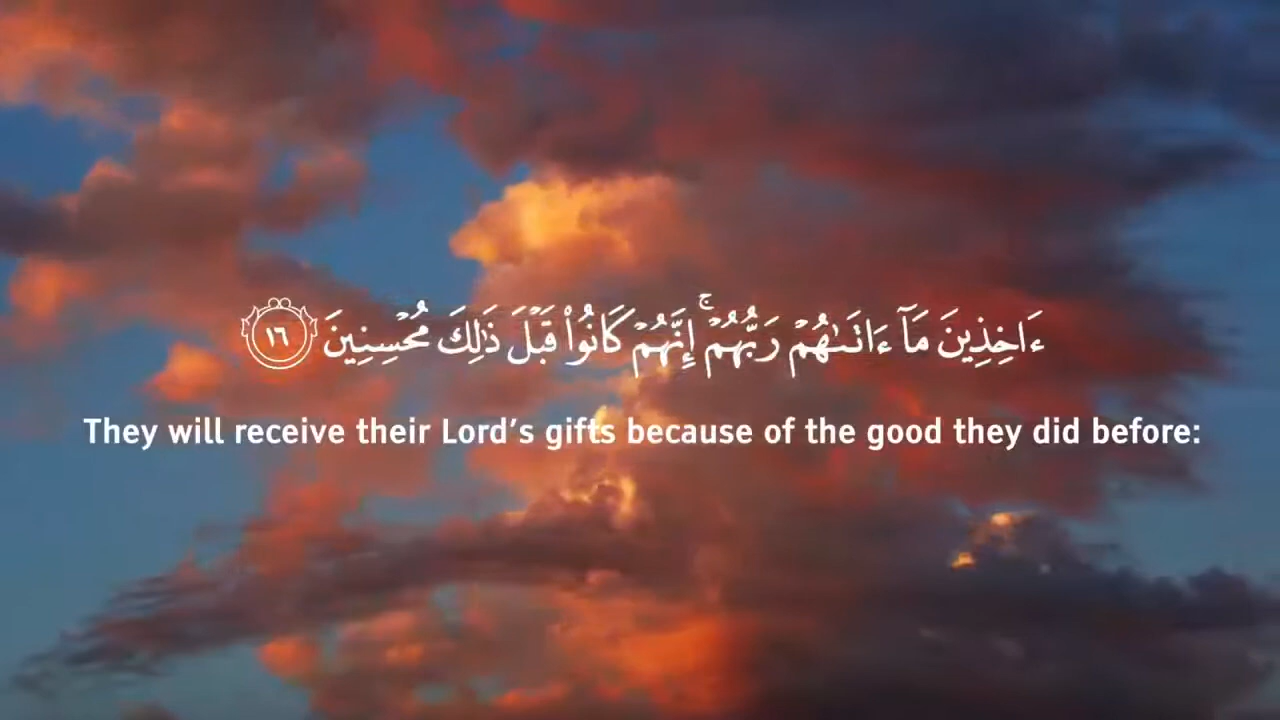 ءَاخِذِينَ مَآ ءَاتَىٰهُمْ رَبُّهُمْ ۚ إِنَّهُمْ كَانُوا۟ قَبْلَ ذَٰلِكَ مُحْسِنِينَ ١٦
They will receive their Lord’s gifts because of the good they did before: